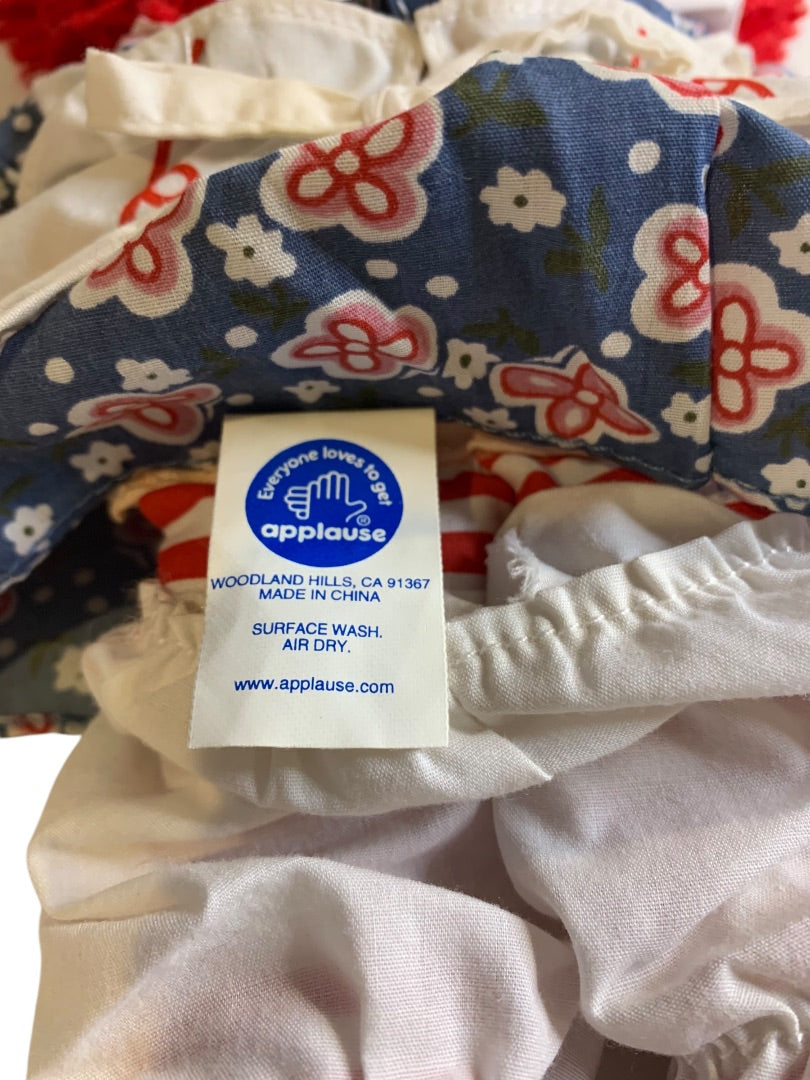 Everyone loves to get
applause®
WOODLAND HILLS, CA 91367
MADE IN CHINA
SURFACE WASH.
AIR DRY.
www.applause.com